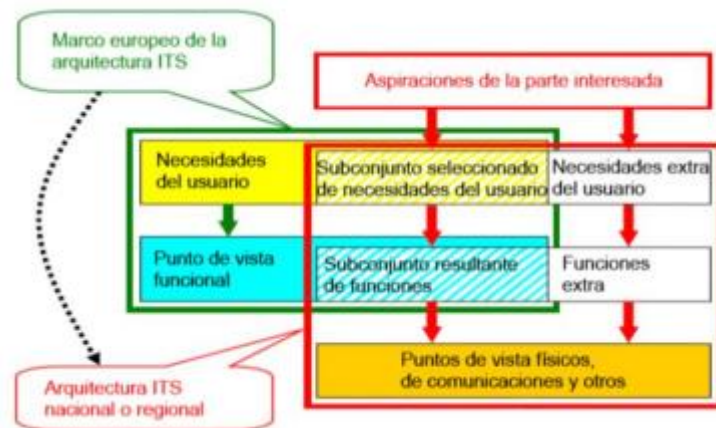 Marco europeo de la
arquitectura ITS
Aspiraciones de la parte interesada
Necesidades
del usuario
Subconjunto seleccionado
de necesidades del usuario
Necesidades extra
del usuario
Punto de vista
funcional
Subconjunto resultante
de funciones
Funciones
extra
Puntos de vista físicos,
de comunicaciones y otros
Arquitectura ITS
nacional o regional